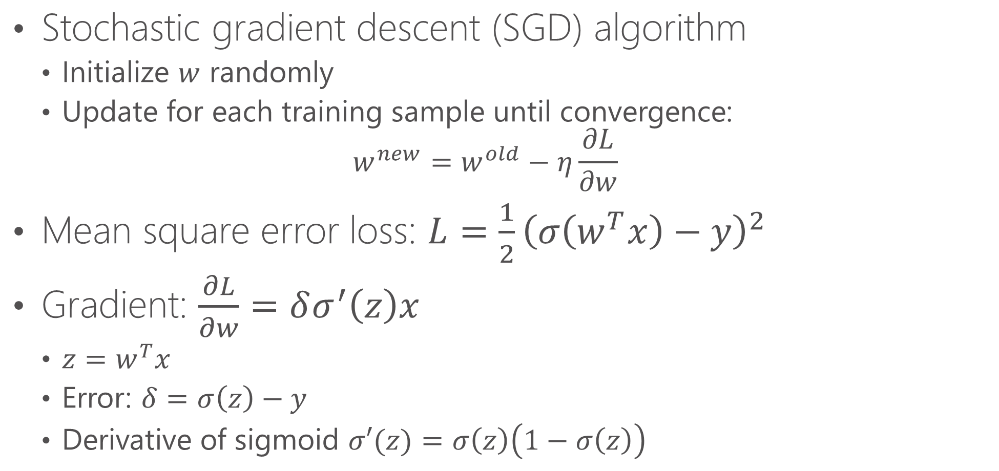 • Stochastic gradient descent (SGD) algorithm
• Initialize w randomly
• Update for each training sample until convergence:
$w^{new} = w^{old} - \eta \frac{\partial L}{\partial w}$
• Mean square error loss: $L = \frac{1}{2}(\sigma(w^T x) - y)^2$
• Gradient: $\frac{\partial L}{\partial w} = \delta\sigma'(z)x$
• $z = w^T x$
• Error: $\delta = \sigma(z) - y$
• Derivative of sigmoid $\sigma'(z) = \sigma(z)(1 - \sigma(z))$